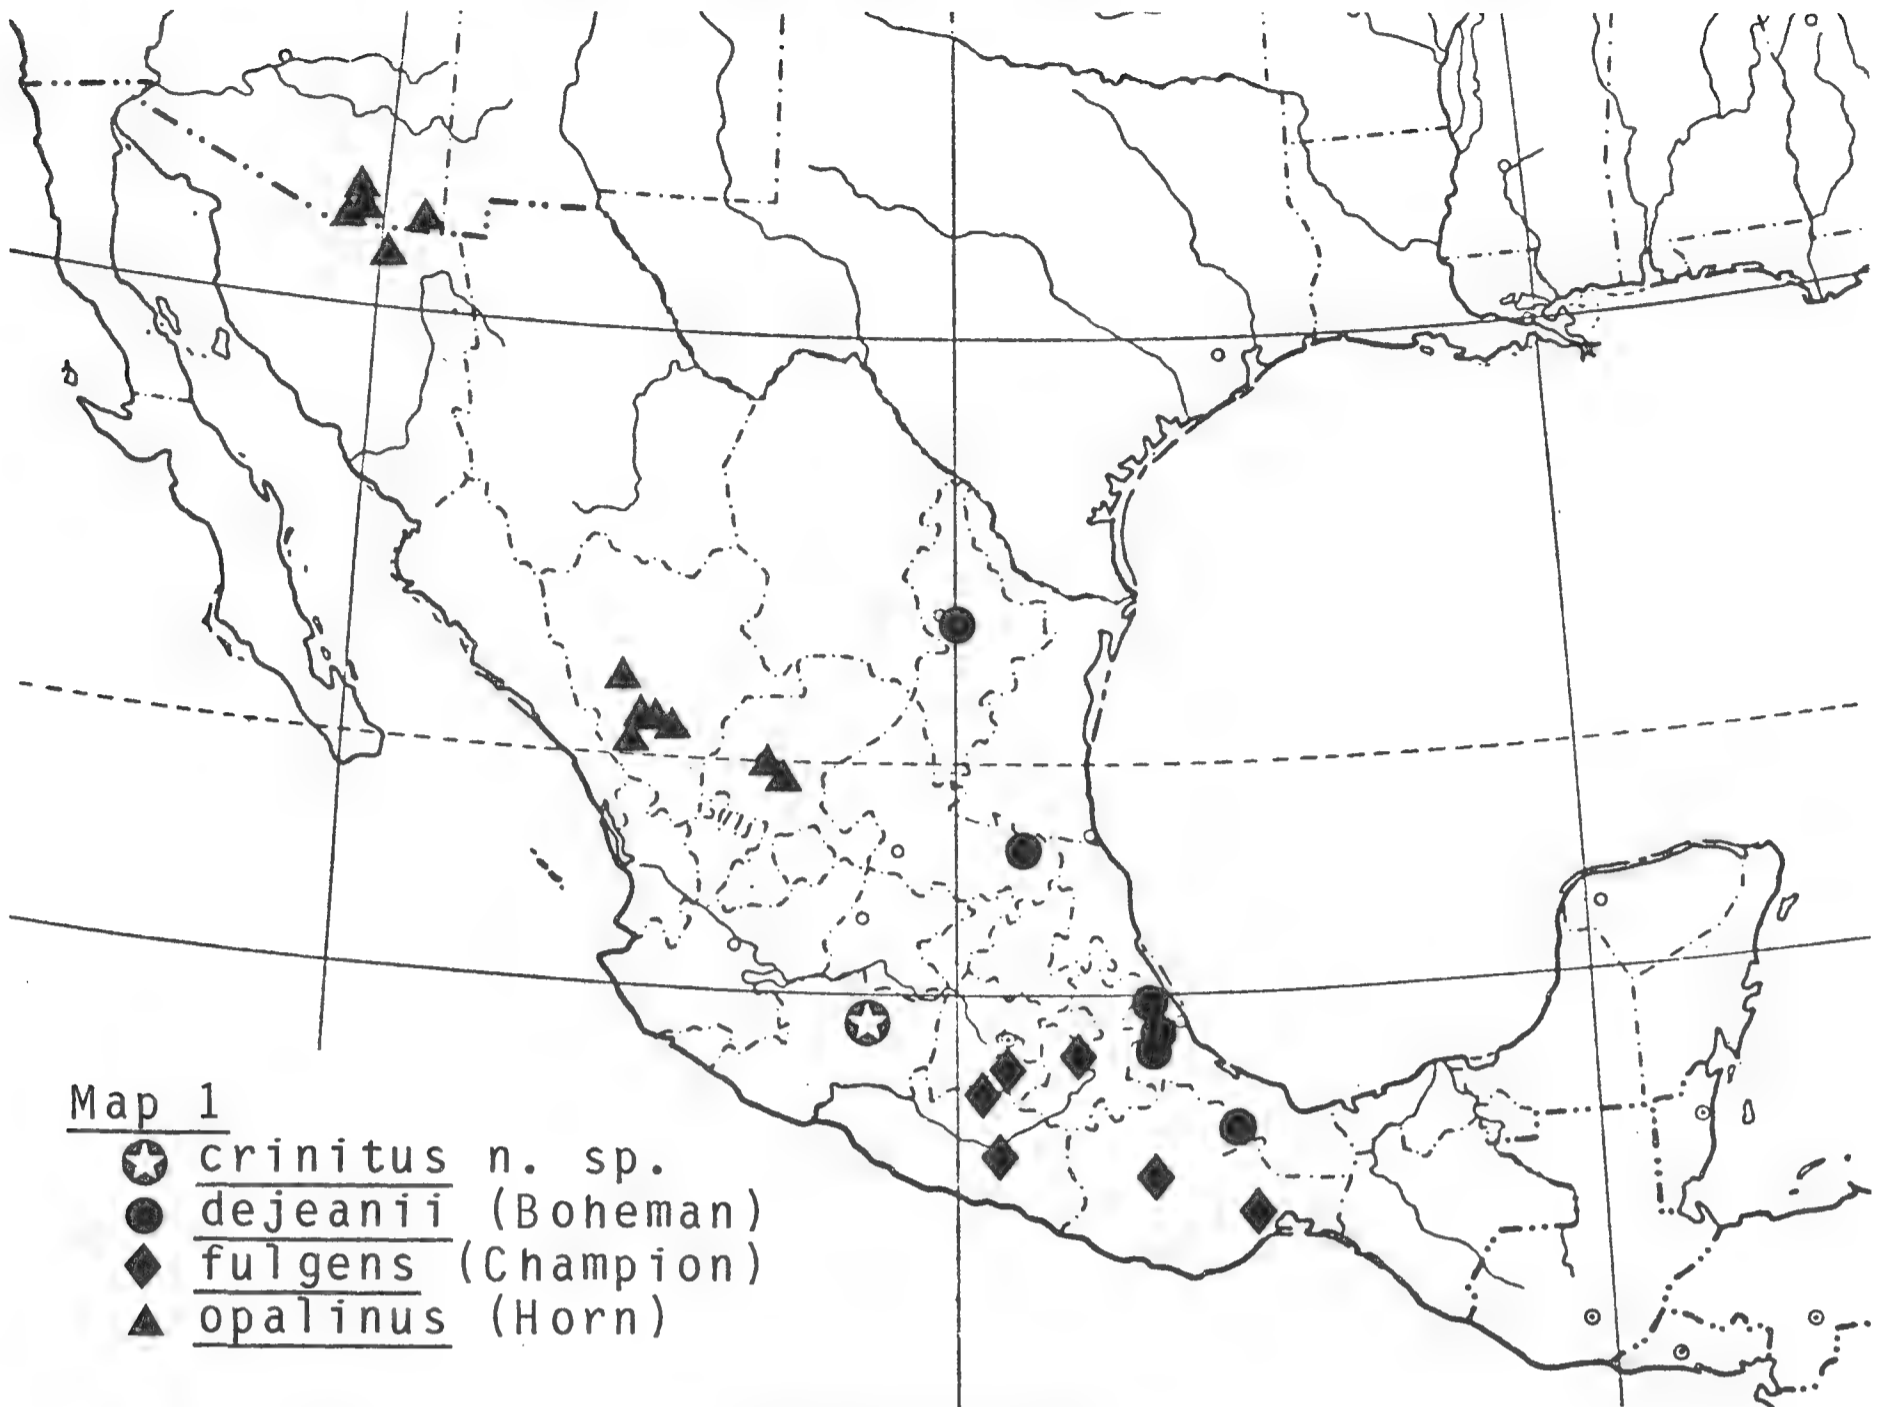 Map 1
crinitus n. sp.
dejeanii (Boheman)
fulgens (Champion)
opalinus (Horn)